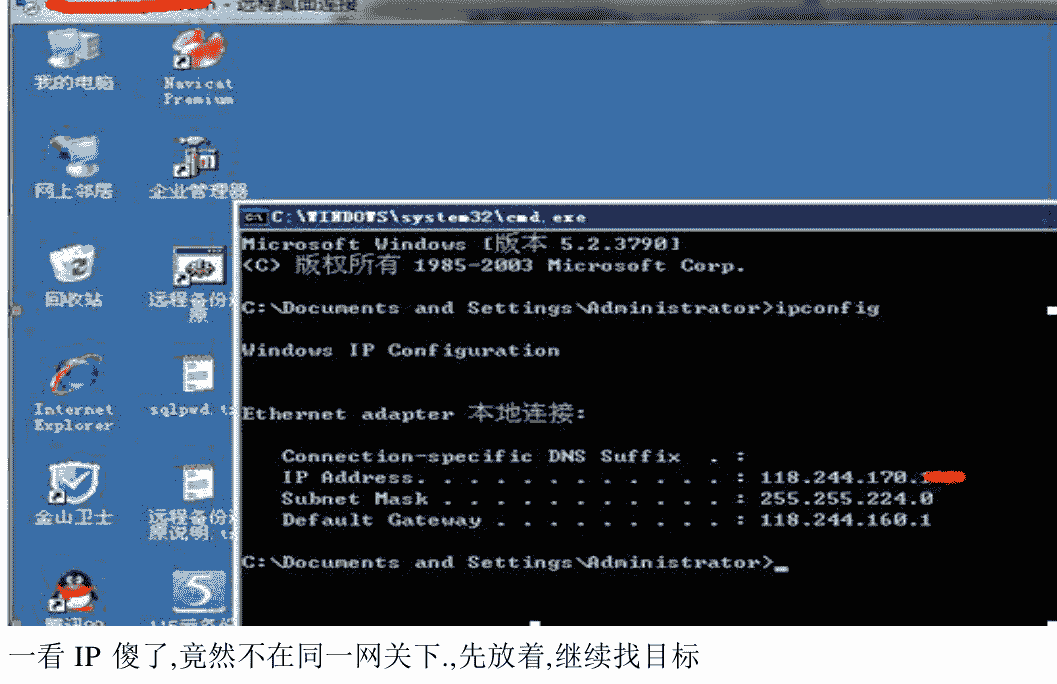 - 远程桌面连接
我的电脑
Navicat
Premium
网上邻居
企业管理器
回收站
远程备份
原
Internet
Explorer
sqlpwd.t
金山卫士
远程备份
原说明.t
腾讯QQ
C:\WINDOWS\system32\cmd.exe
Microsoft Windows [版本 5.2.3790]
(C) 版权所有 1985-2003 Microsoft Corp.
C:\Documents and Settings\Administrator>ipconfig
Windows IP Configuration
Ethernet adapter 本地连接:
Connection-specific DNS Suffix . :
IP Address. . . . . . . . . . . . : 118.244.170.
Subnet Mask . . . . . . . . . . . : 255.255.224.0
Default Gateway . . . . . . . . . : 118.244.160.1
C:\Documents and Settings\Administrator>_
一看 IP 傻了,竟然不在同一网关下.,先放着,继续找目标